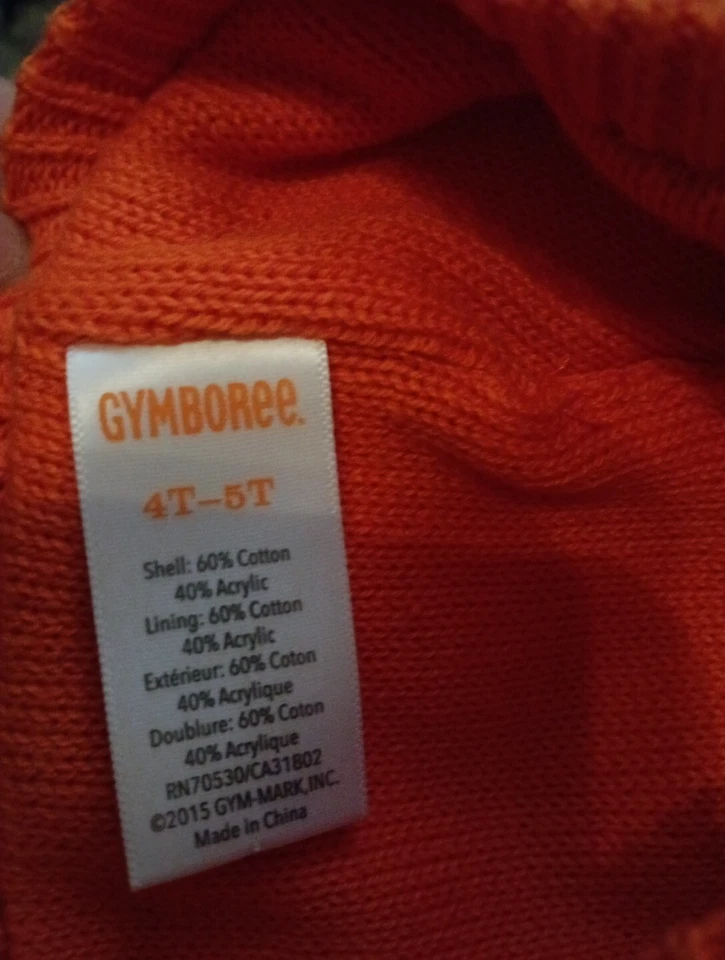 GYMBOREE.
4T–5T
Shell: 60% Cotton
40% Acrylic
Lining: 60% Cotton
40% Acrylic
Extérieur: 60% Coton
40% Acrylique
Doublure: 60% Coton
40% Acrylique
RN70530/CA31802
©2015 GYM-MARK,INC.
Made in China